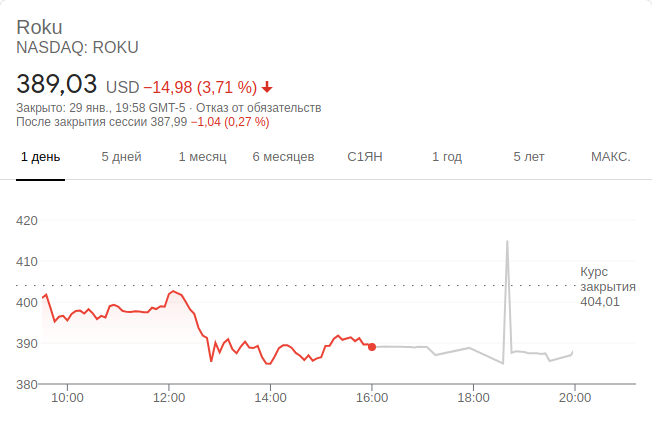 Roku
NASDAQ: ROKU
389,03 USD −14,98 (3,71 %)
Закрыто: 29 янв., 19:58 GMT-5 · Отказ от обязательств
После закрытия сессии 387,99 −1,04 (0,27 %)
1 день 5 дней 1 месяц 6 месяцев С1ЯН 1 год 5 лет МАКС.
420
410
400
390
380
Курс
закрытия
404,01
10:00 12:00 14:00 16:00 18:00 20:00